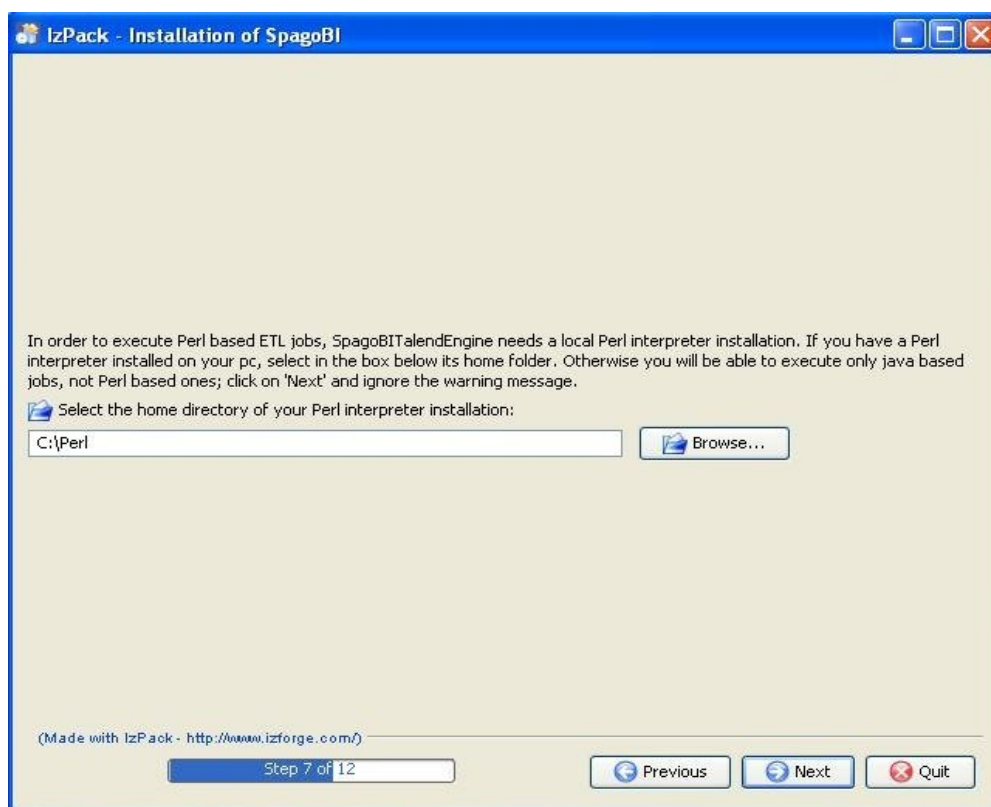 IzPack - Installation of SpagoBI
In order to execute Perl based ETL jobs, SpagoBITalendEngine needs a local Perl interpreter installation. If you have a Perl
interpreter installed on your pc, select in the box below its home folder. Otherwise you will be able to execute only java based
jobs, not Perl based ones; click on 'Next' and ignore the warning message.
Select the home directory of your Perl interpreter installation:
C:\Perl
Browse...
(Made with IzPack - http://www.izforge.com/)
Step 7 of 12
Previous
Next
Quit